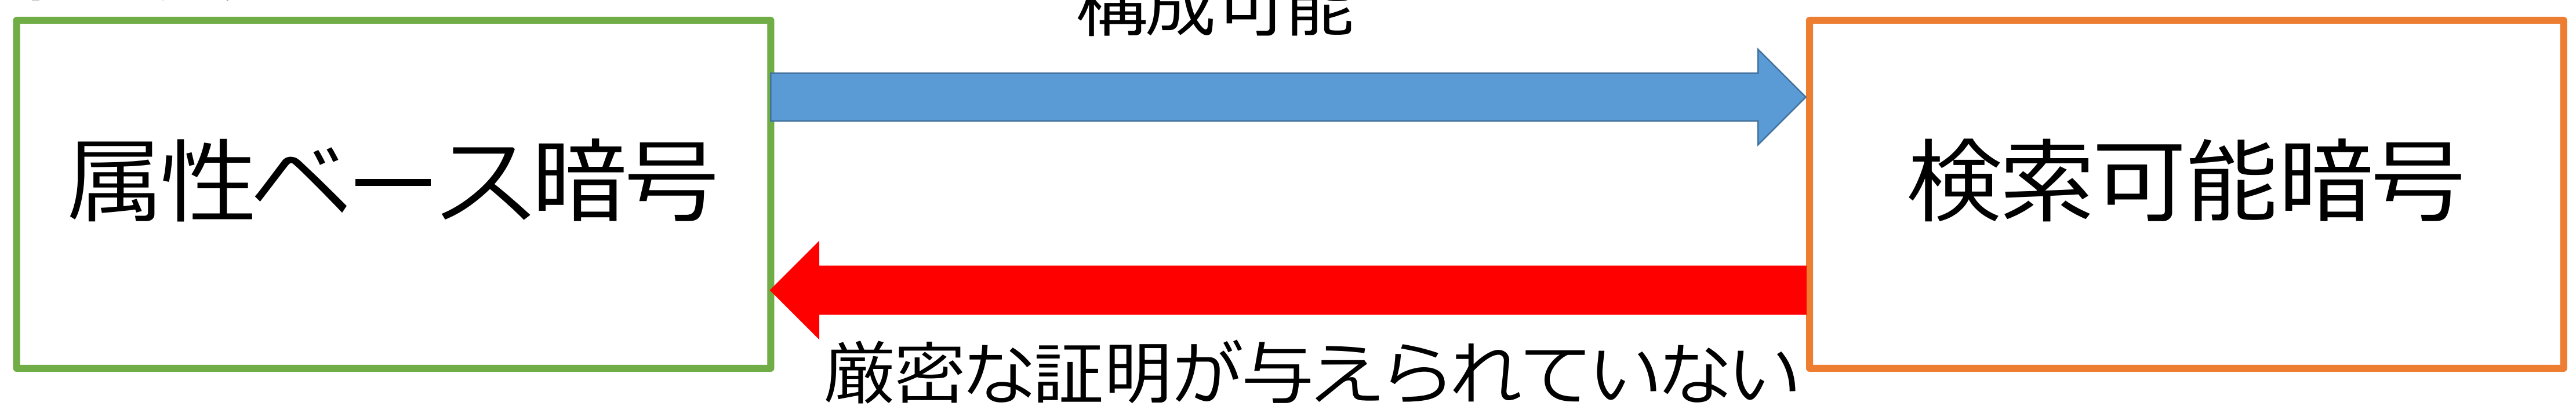 構成可能
属性ベース暗号
検索可能暗号
厳密な証明が与えられていない